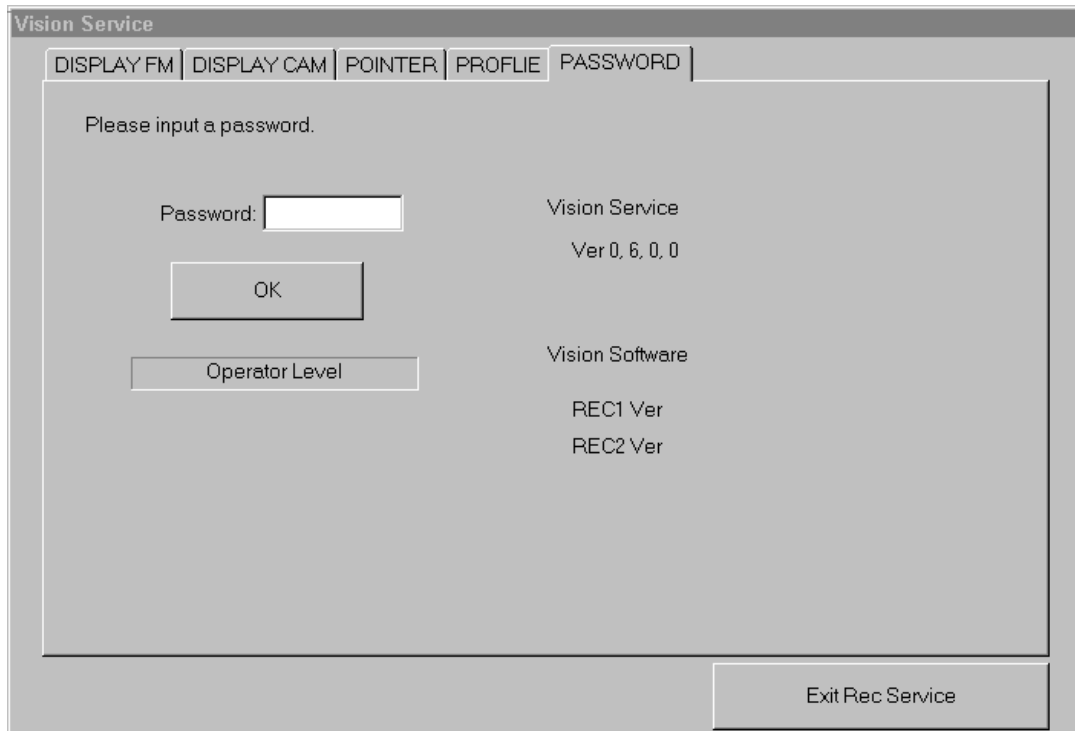 Vision Service
DISPLAY FM DISPLAY CAM POINTER PROFLIE PASSWORD
Please input a password.
Password:
OK
Operator Level
Vision Service
Ver 0, 6, 0, 0
Vision Software
REC1 Ver
REC2 Ver
Exit Rec Service